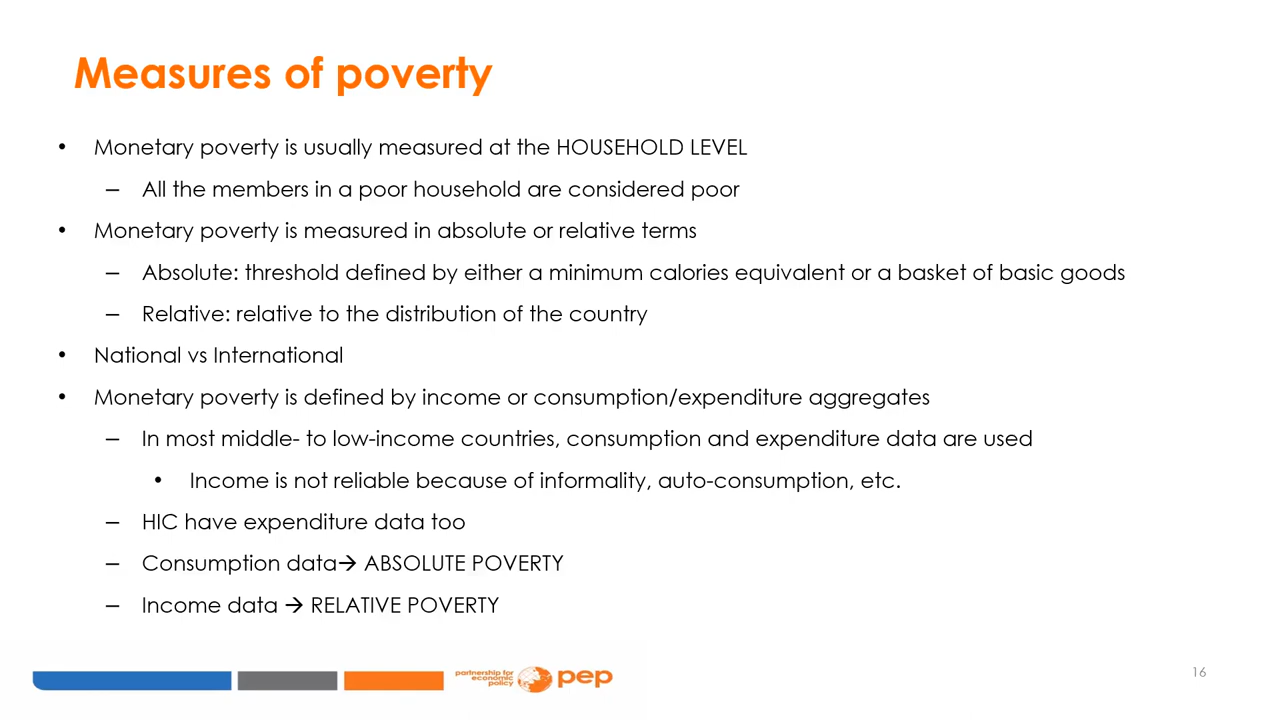 Measures of poverty
• Monetary poverty is usually measured at the HOUSEHOLD LEVEL
– All the members in a poor household are considered poor
• Monetary poverty is measured in absolute or relative terms
– Absolute: threshold defined by either a minimum calories equivalent or a basket of basic goods
– Relative: relative to the distribution of the country
• National vs International
• Monetary poverty is defined by income or consumption/expenditure aggregates
– In most middle- to low-income countries, consumption and expenditure data are used
• Income is not reliable because of informality, auto-consumption, etc.
– HIC have expenditure data too
– Consumption data→ ABSOLUTE POVERTY
– Income data → RELATIVE POVERTY
partnership for
economic
policy
pep
16